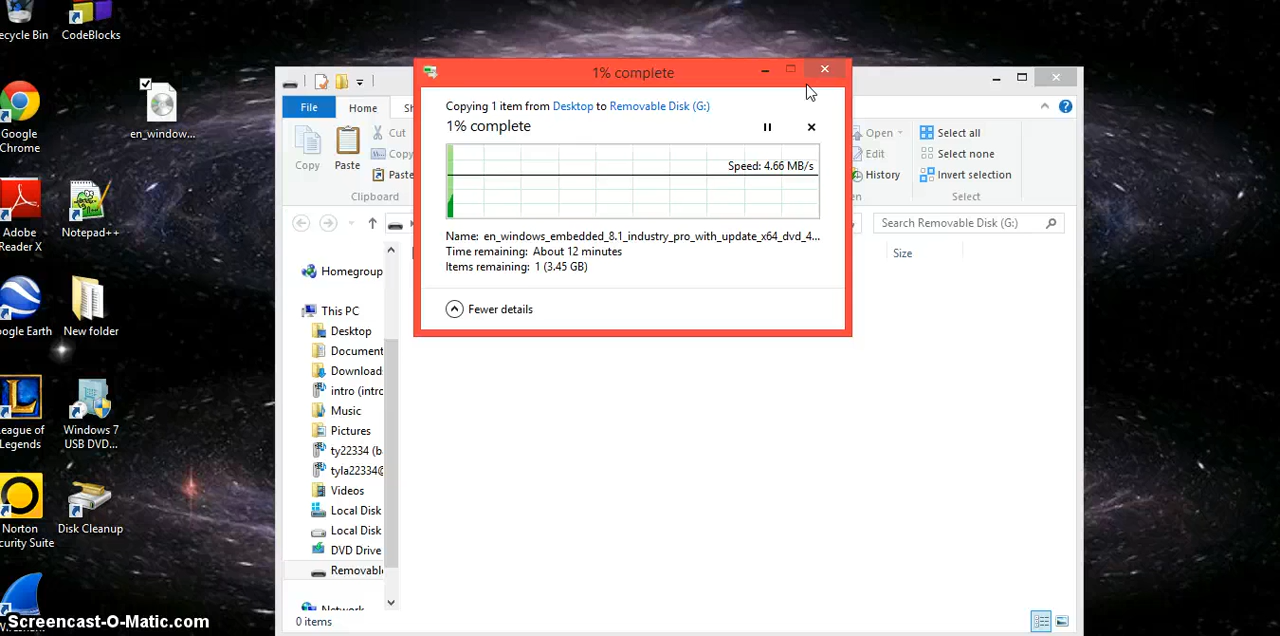 ecycle Bin
CodeBlocks
Google
Chrome
en_window...
Adobe
Reader X
Notepad++
oogle Earth
New folder
eague of
Legends
Windows 7
USB DVD...
Norton
curity Suite
Disk Cleanup
Screencast-O-Matic.com
1% complete
Copying 1 item from Desktop to Removable Disk (G:)
1% complete
Speed: 4.66 MB/s
Name: en_windows_embedded_8.1_industry_pro_with_update_x64_dvd_4...
Time remaining: About 12 minutes
Items remaining: 1 (3.45 GB)
Fewer details
File Home Sh
Copy
Paste
Cut
Copy
Paste
Clipboard
Open
Edit
History
en
Select all
Select none
Invert selection
Select
Search Removable Disk (G:)
Size
Homegroup
This PC
Desktop
Document
Download
intro (intro
Music
Pictures
ty22334 (b
tyla22334@
Videos
Local Disk
Local Disk
DVD Drive
Removable
Network
0 items